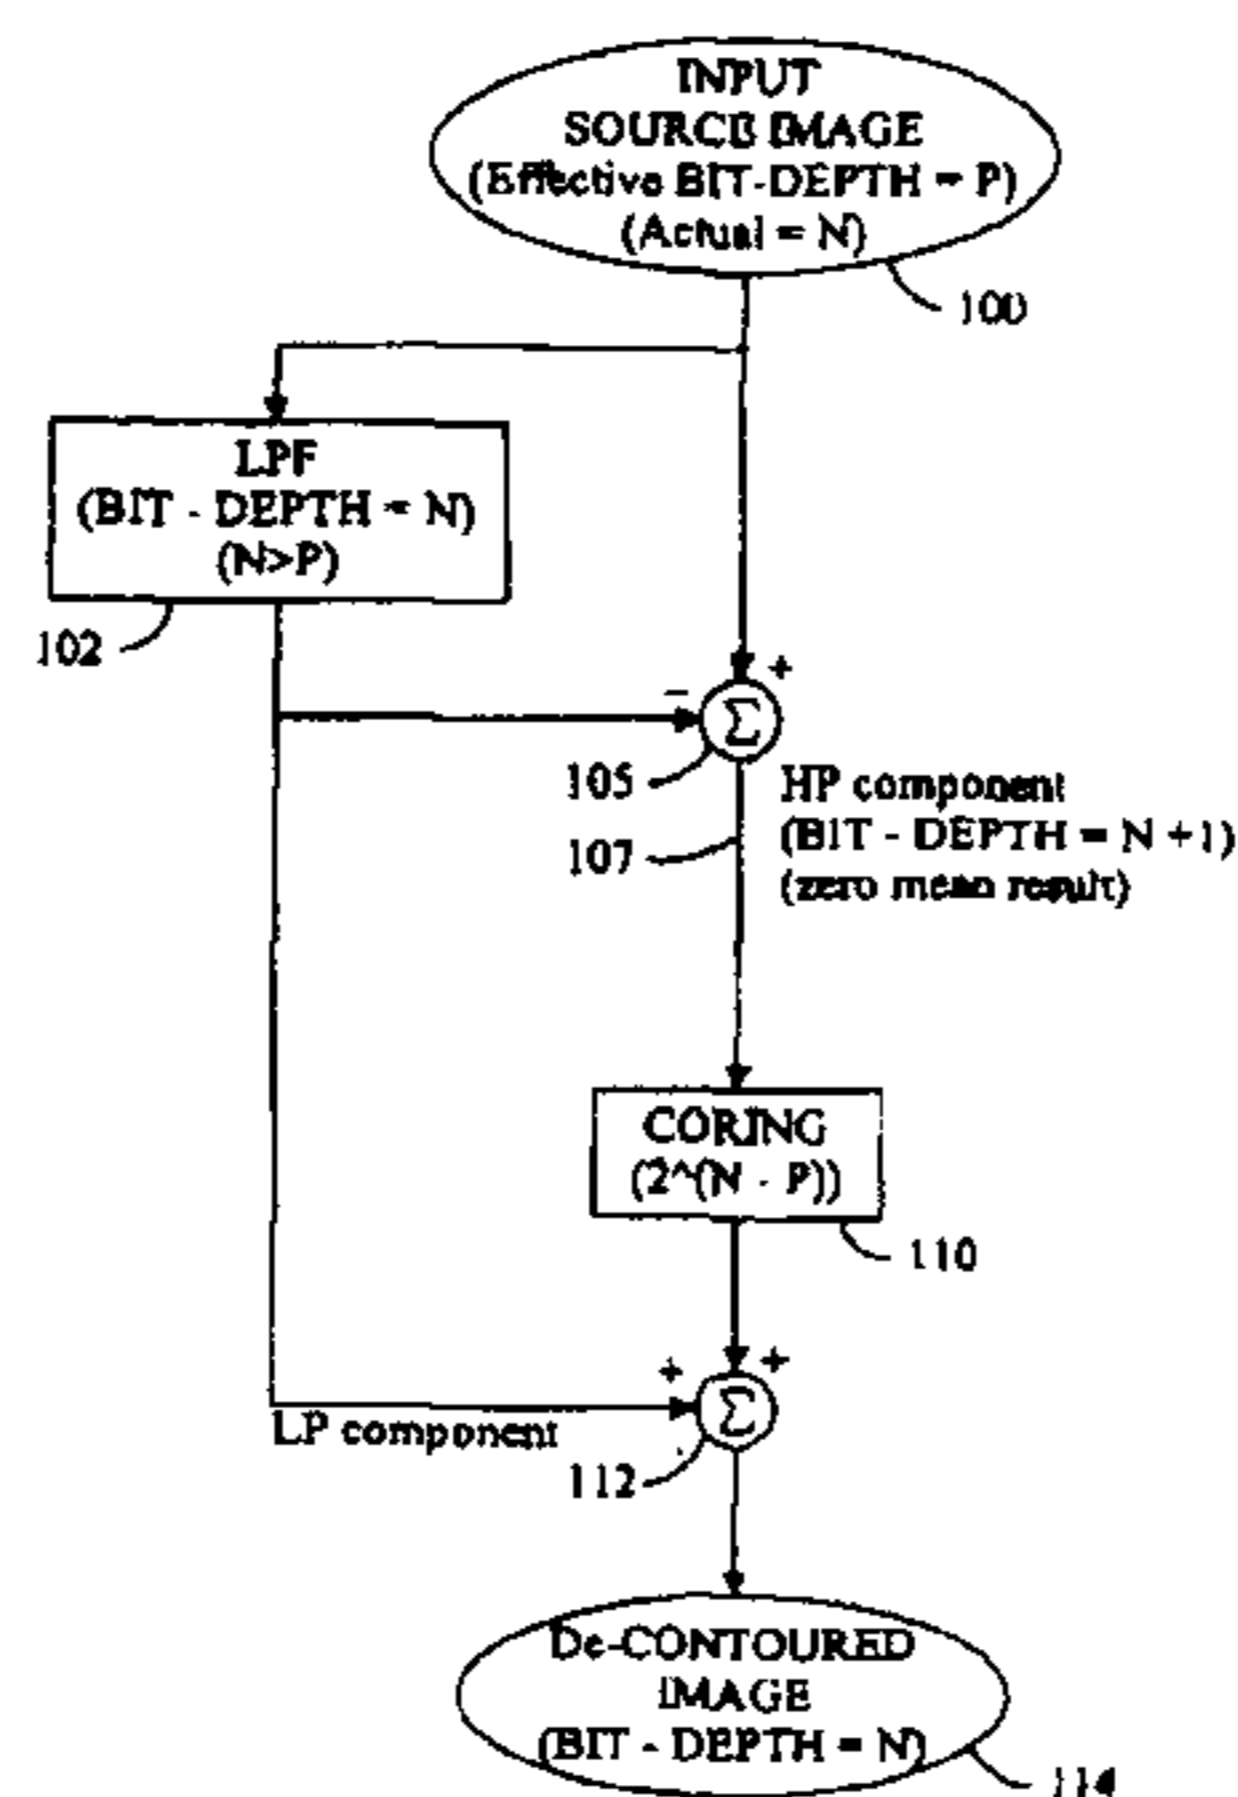 INPUT
SOURCE IMAGE
(Effective BIT-DEPTH = P)
(Actual = N)
100
LPF
(BIT - DEPTH = N)
(N>P)
102
+
-
Σ
105
HP component
(BIT - DEPTH = N +1)
(zero mean result)
107
CORING
(2^(N - P))
110
+
+
Σ
LP component
112
De-CONTOURED
IMAGE
(BIT - DEPTH = N)
114